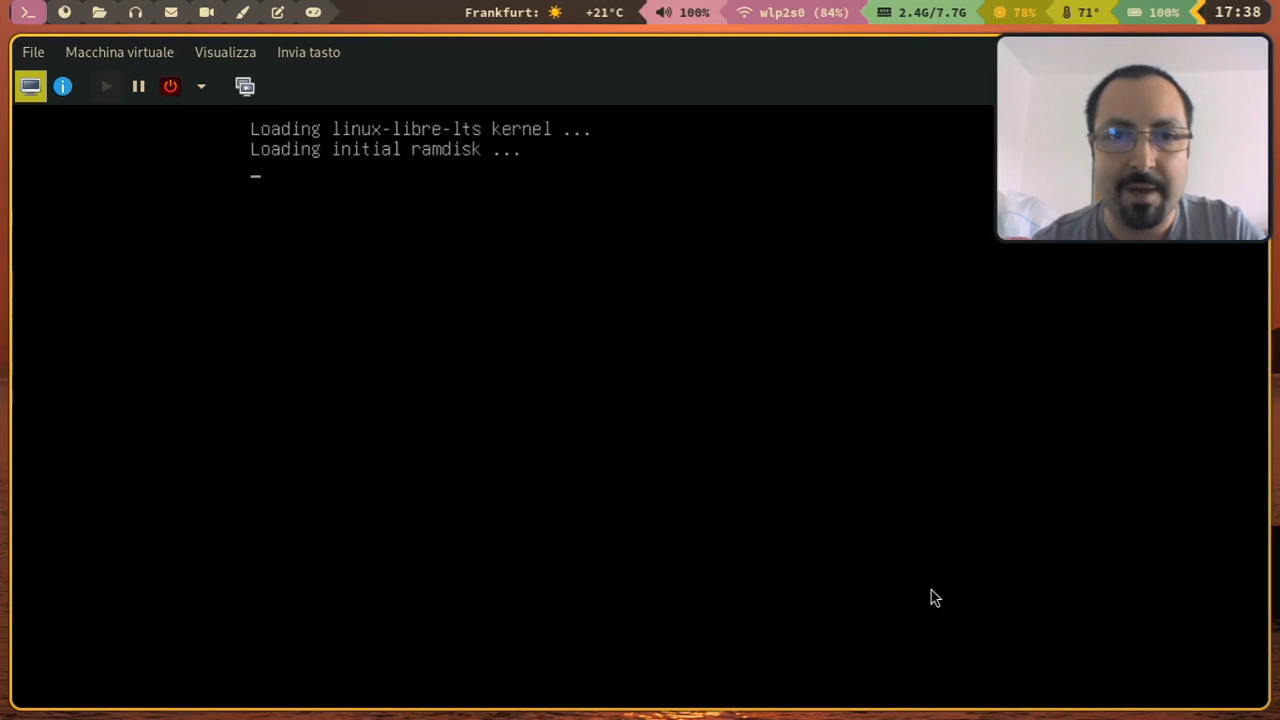 Frankfurt: +21°C 100% wlp2s0 (84%) 2.4G/7.7G 78% 71° 100% 17:38
File Macchina virtuale Visualizza Invia tasto
Loading linux-libre-lts kernel ...
Loading initial ramdisk ...
_